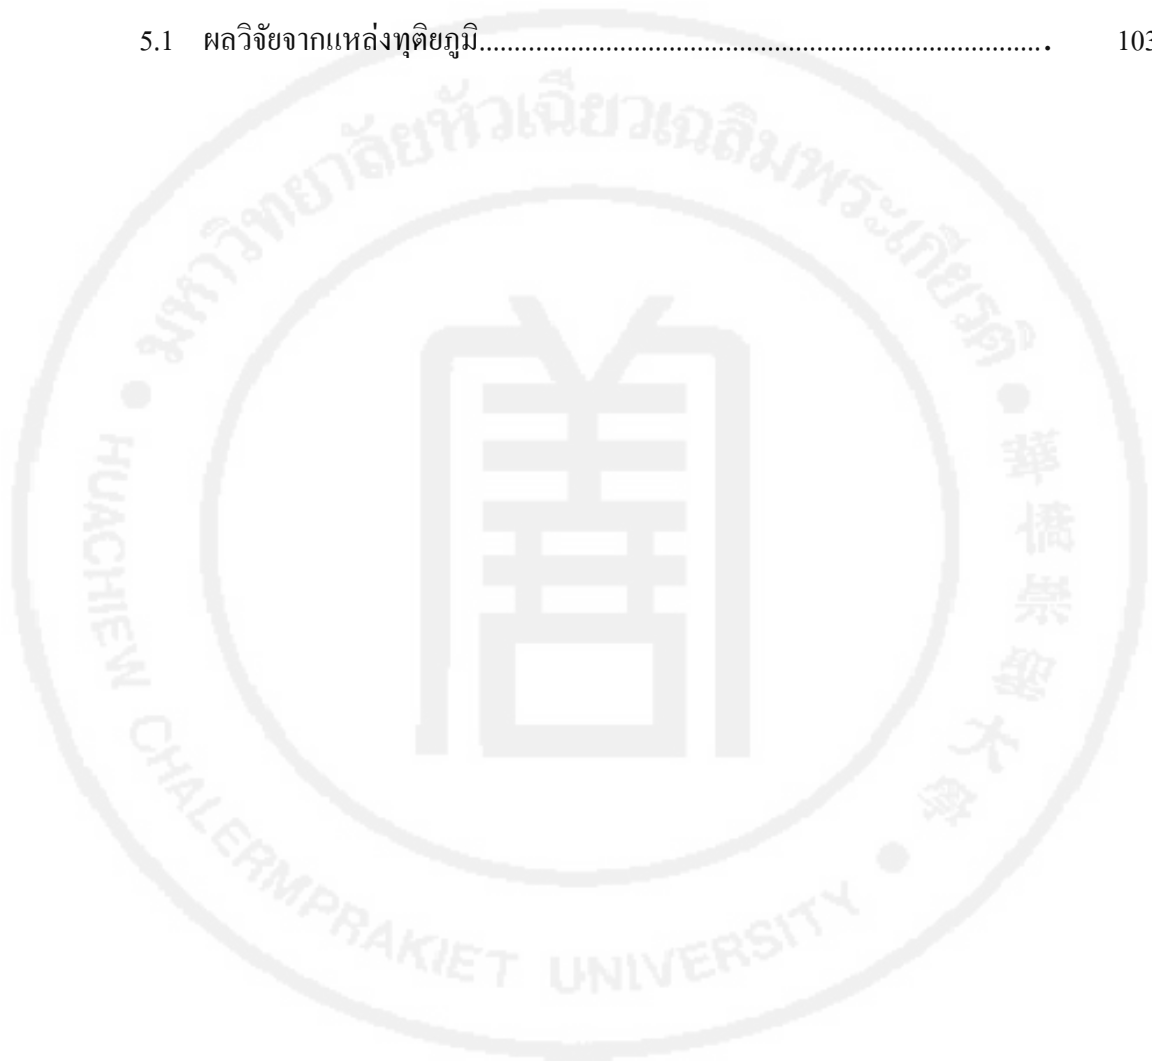 5.1 ผลวิจัยจากแหล่งทุติยภูมิ................................................................................. 103
มหาวิทยาลัยหัวเฉียวเฉลิมพระเกียรติ
華僑崇聖大學
HUACHIEW CHALERMPRAKIET UNIVERSITY